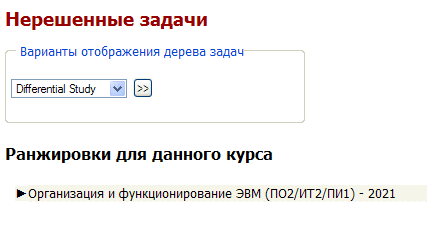 Нерешенные задачи
Варианты отображения дерева задач
Differential Study >>
Ранжировки для данного курса
Организация и функционирование ЭВМ (ПО2/ИТ2/ПИ1) - 2021